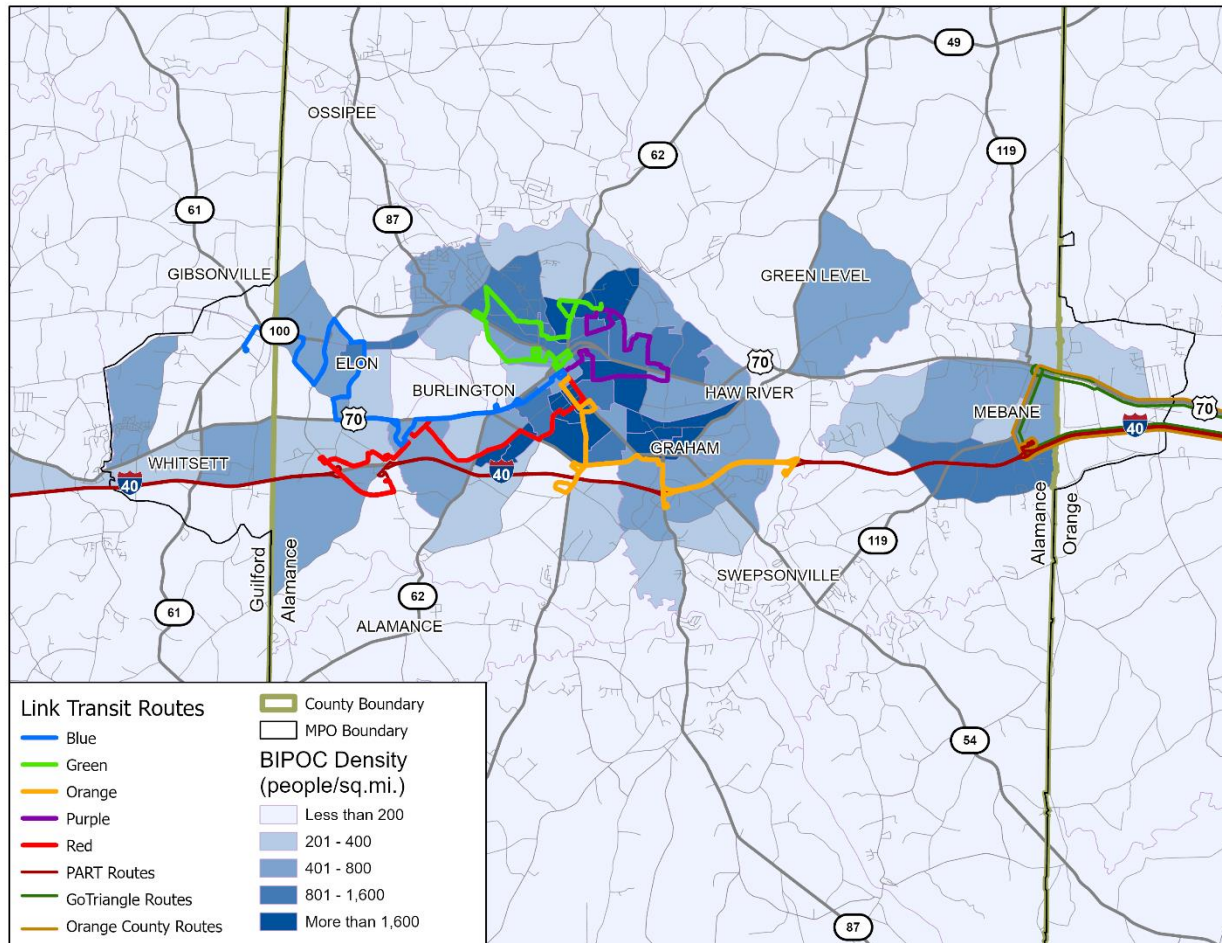 49
OSSIPEE
62
119
61
87
GIBSONVILLE
GREEN LEVEL
100
ELON
70
BURLINGTON
HAW RIVER
70
MEBANE
70
40
WHITSETT
GRAHAM
40
40
119
Guilford
Alamance
Alamance
Orange
SWEPSONVILLE
61
62
ALAMANCE
54
87
Link Transit Routes
Blue
Green
Orange
Purple
Red
PART Routes
GoTriangle Routes
Orange County Routes
County Boundary
MPO Boundary
BIPOC Density
(people/sq.mi.)
Less than 200
201 - 400
401 - 800
801 - 1,600
More than 1,600